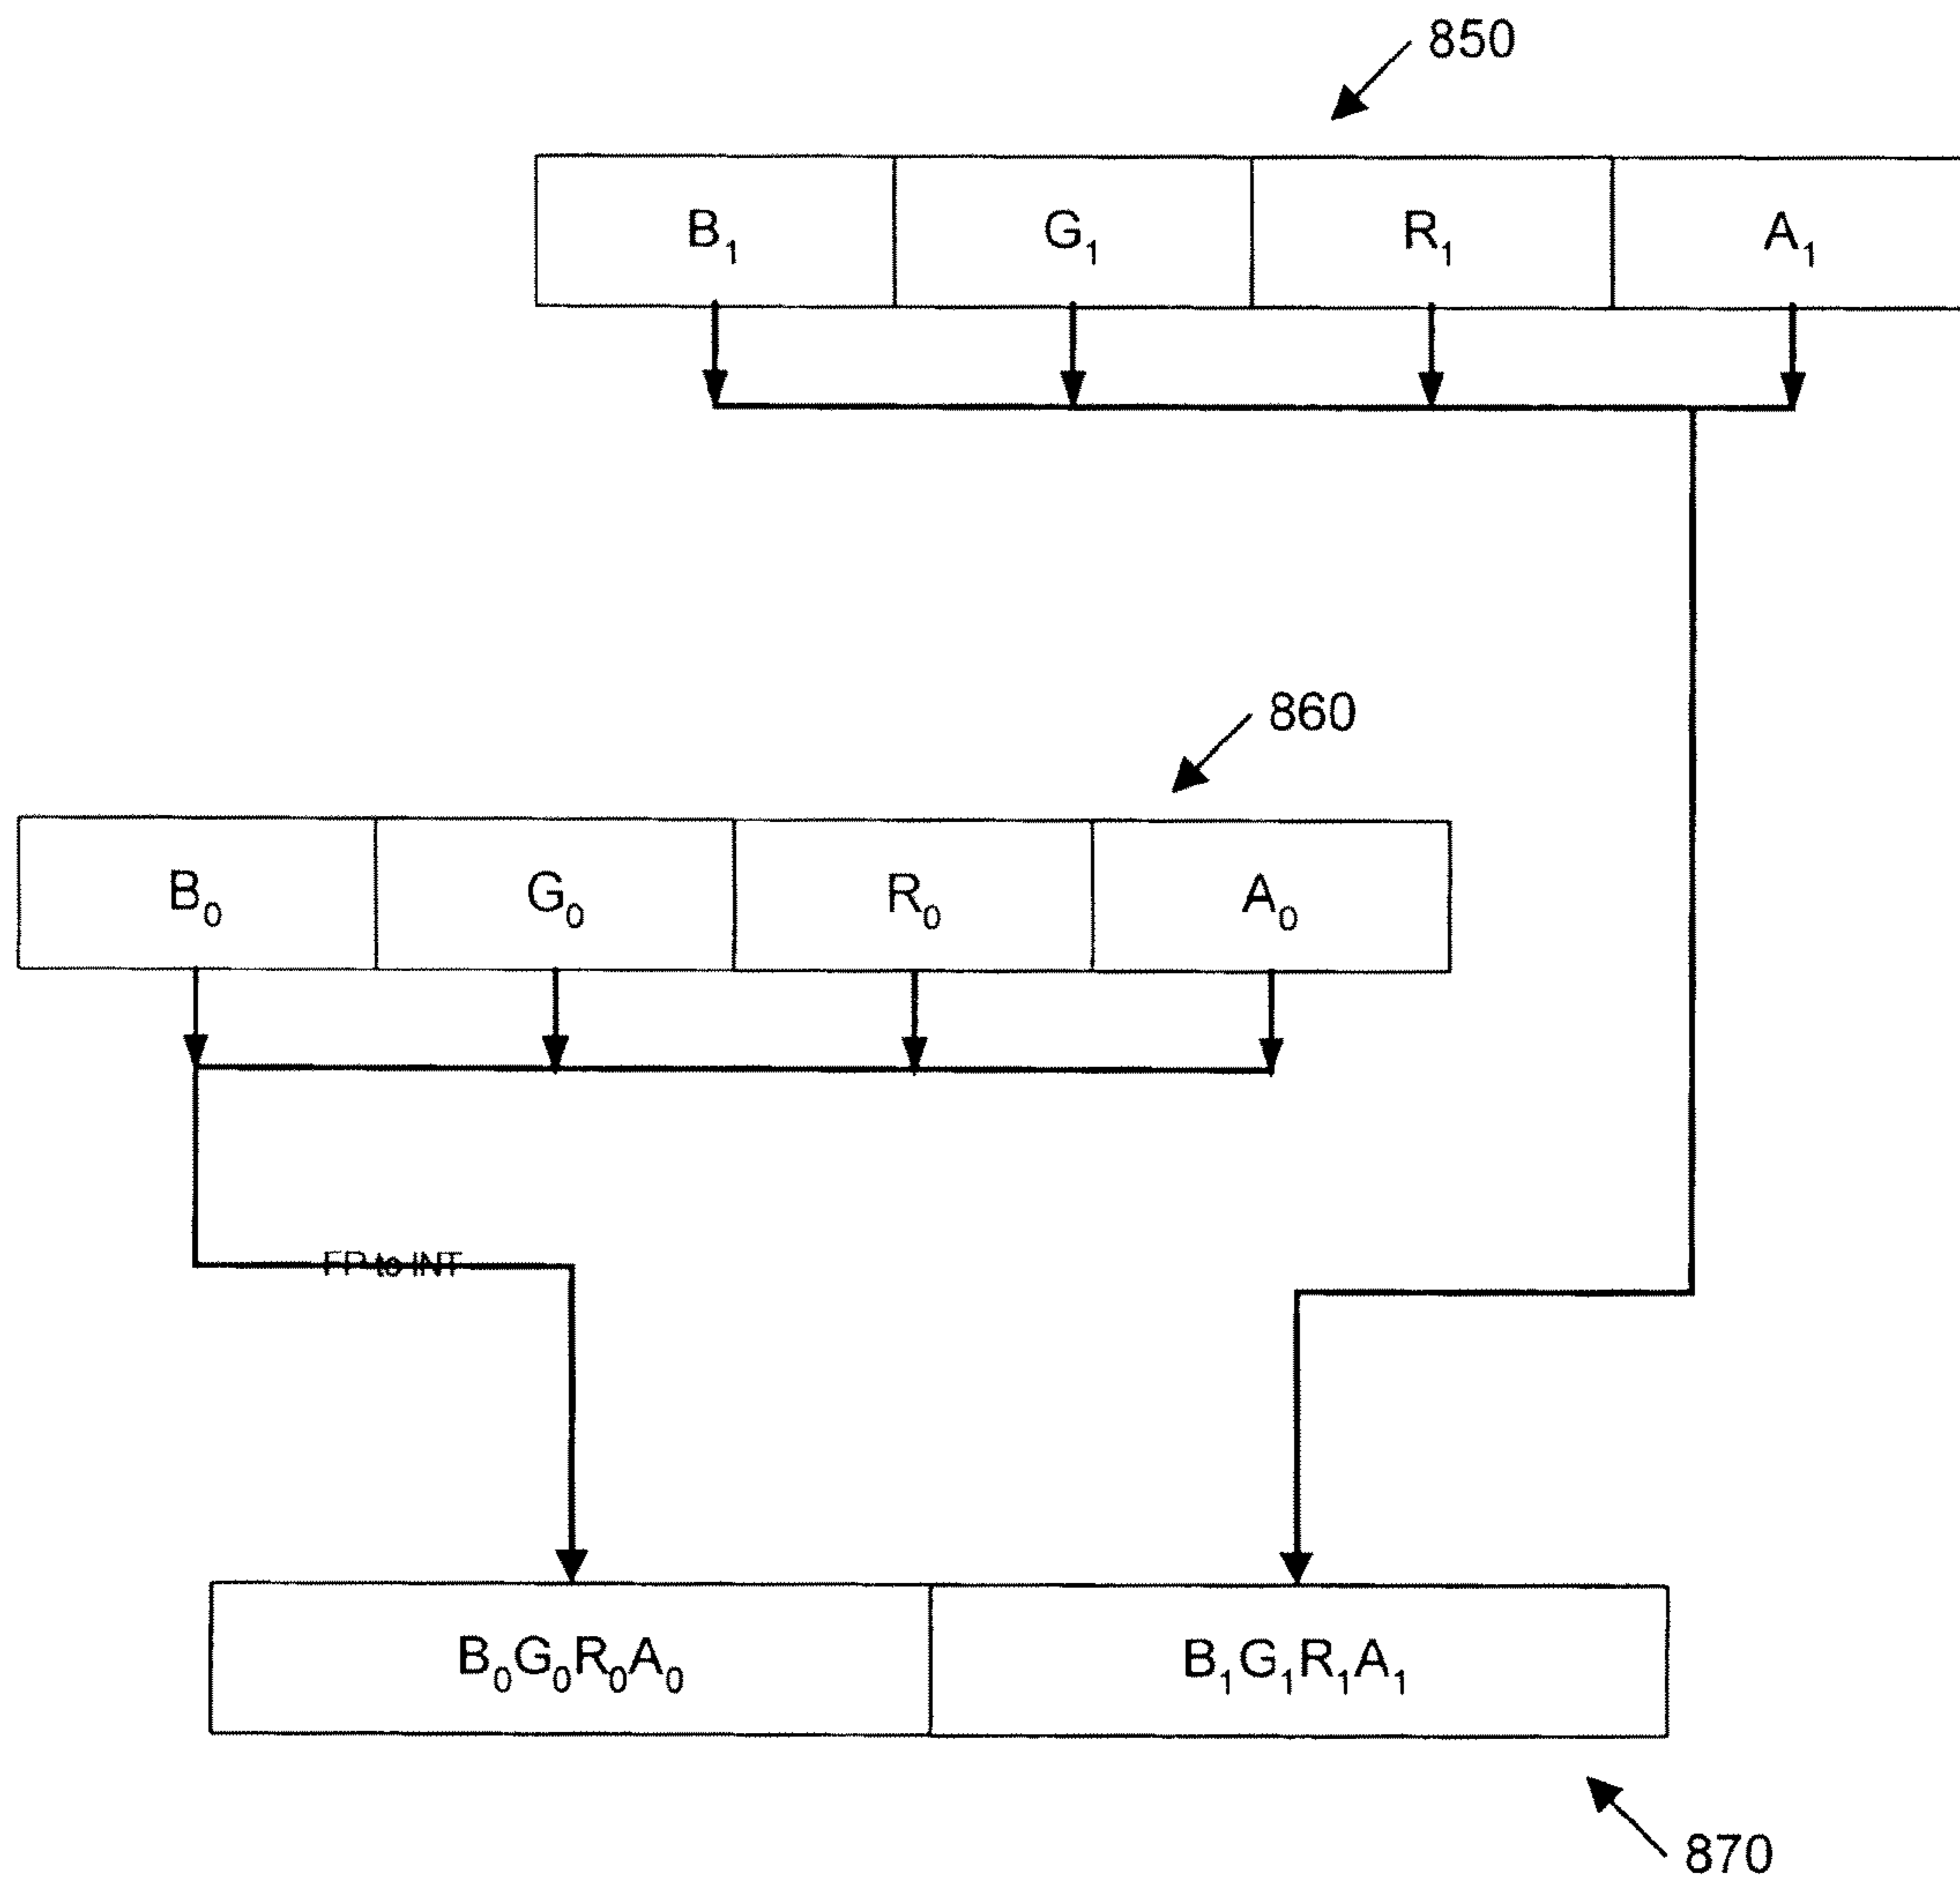 850
B₁ G₁ R₁ A₁
860
B₀ G₀ R₀ A₀
FP to INT
B₀G₀R₀A₀ B₁G₁R₁A₁
870